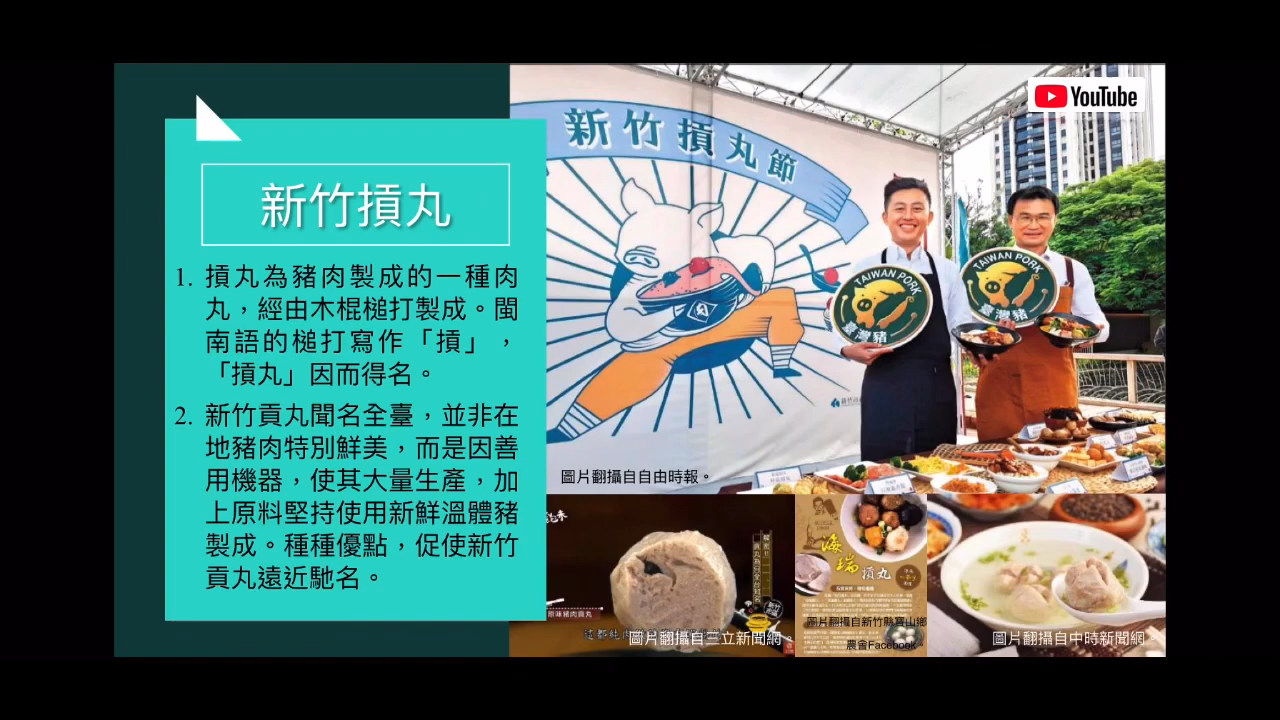 新竹摃丸
1. 摃丸為豬肉製成的一種肉
丸，經由木棍槌打製成。閩
南語的槌打寫作「摃」，
「摃丸」因而得名。
2. 新竹貢丸聞名全臺，並非在
地豬肉特別鮮美，而是因善
用機器，使其大量生產，加
上原料堅持使用新鮮溫體豬
製成。種種優點，促使新竹
貢丸遠近馳名。
YouTube
新竹摃丸節
TAIWAN PORK
臺灣豬
TAIWAN PORK
臺灣豬
圖片翻攝自自由時報。
原味豬肉貢丸
圖片翻攝自三立新聞網。
海瑞
摃丸
圖片翻攝自新竹縣寶山鄉
農會Facebook。
圖片翻攝自中時新聞網。